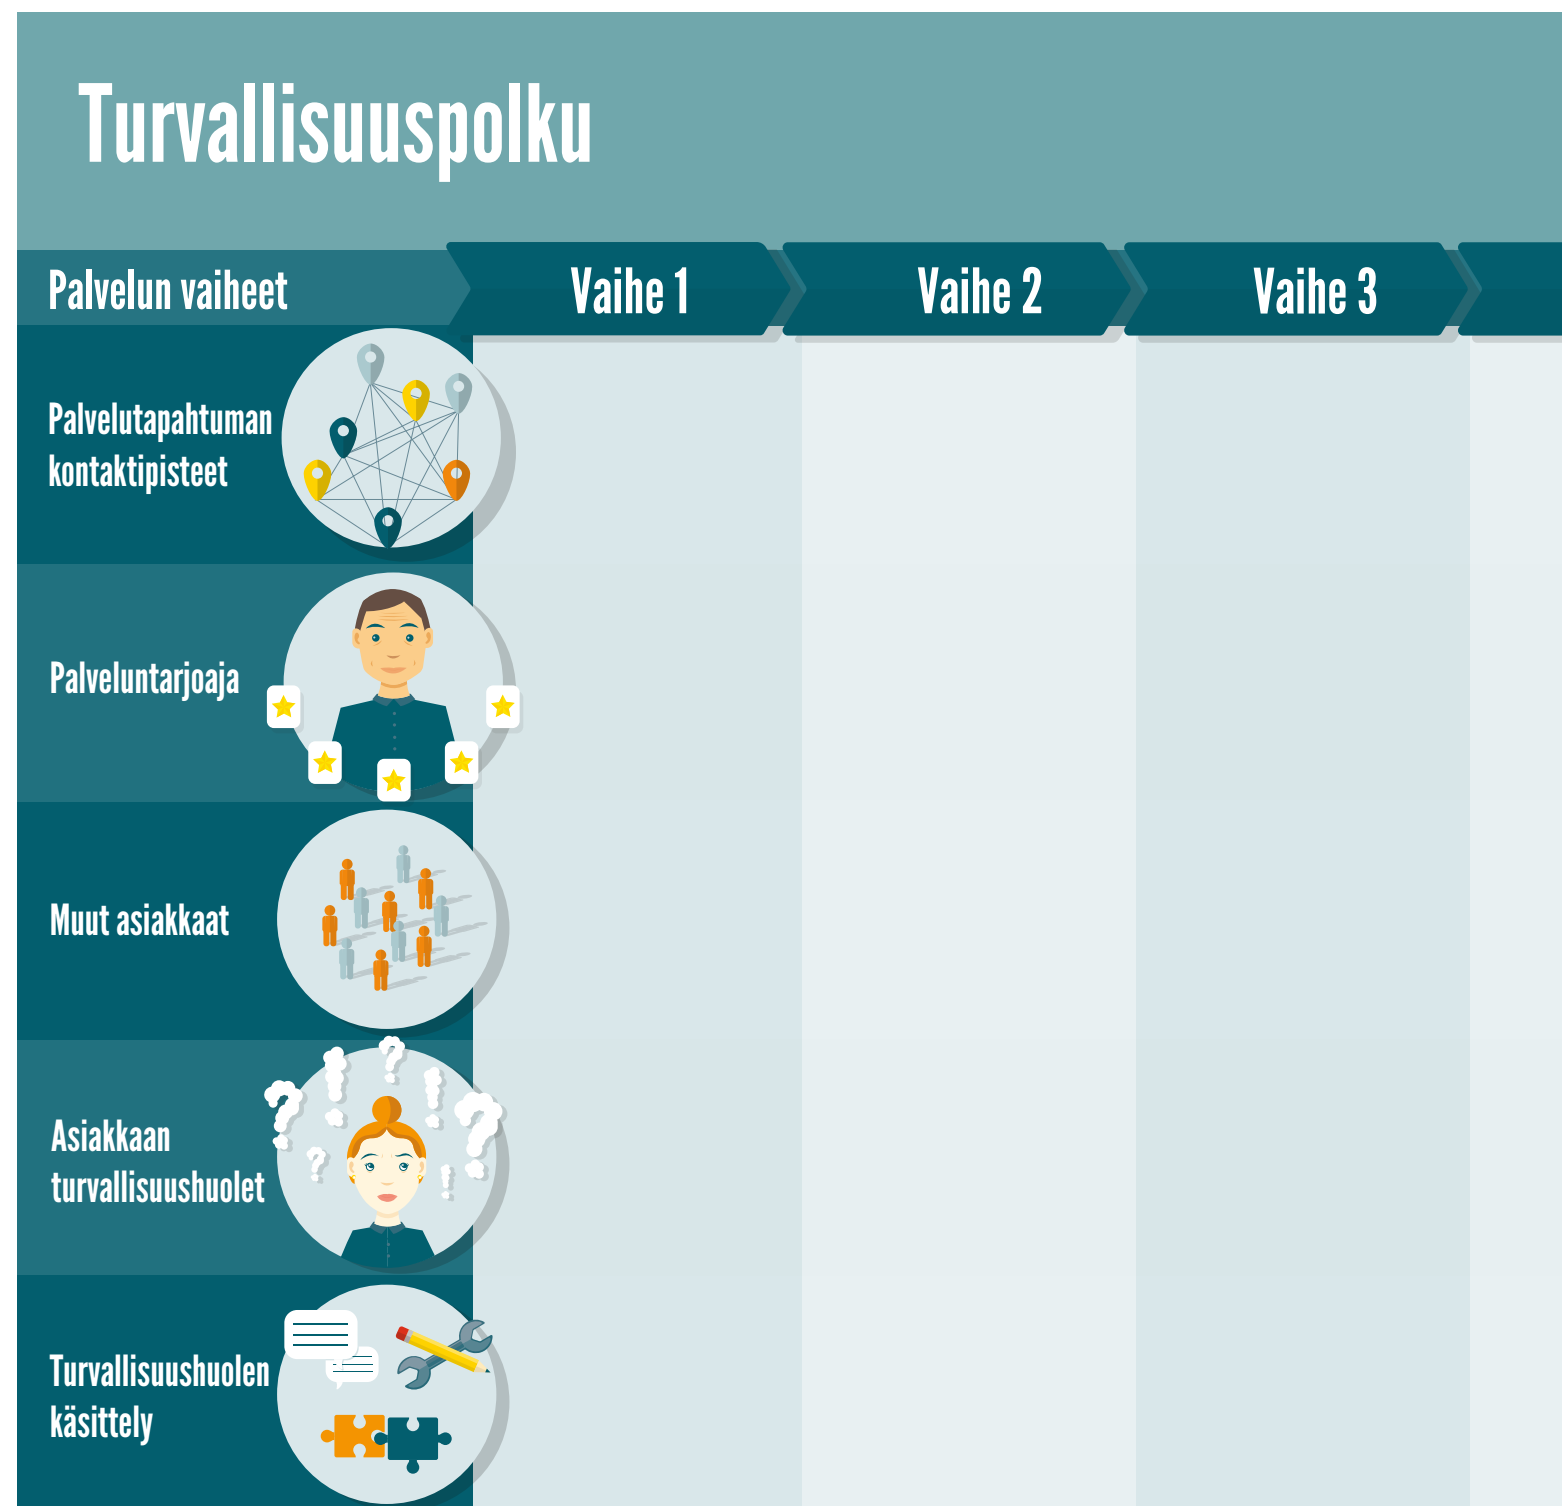 Turvallisuuspolku
Palvelun vaiheet
Vaihe 1
Vaihe 2
Vaihe 3
Palvelutapahtuman
kontaktipisteet
Palveluntarjoaja
Muut asiakkaat
Asiakkaan
turvallisuushuolet
Turvallisuushuolen
käsittely